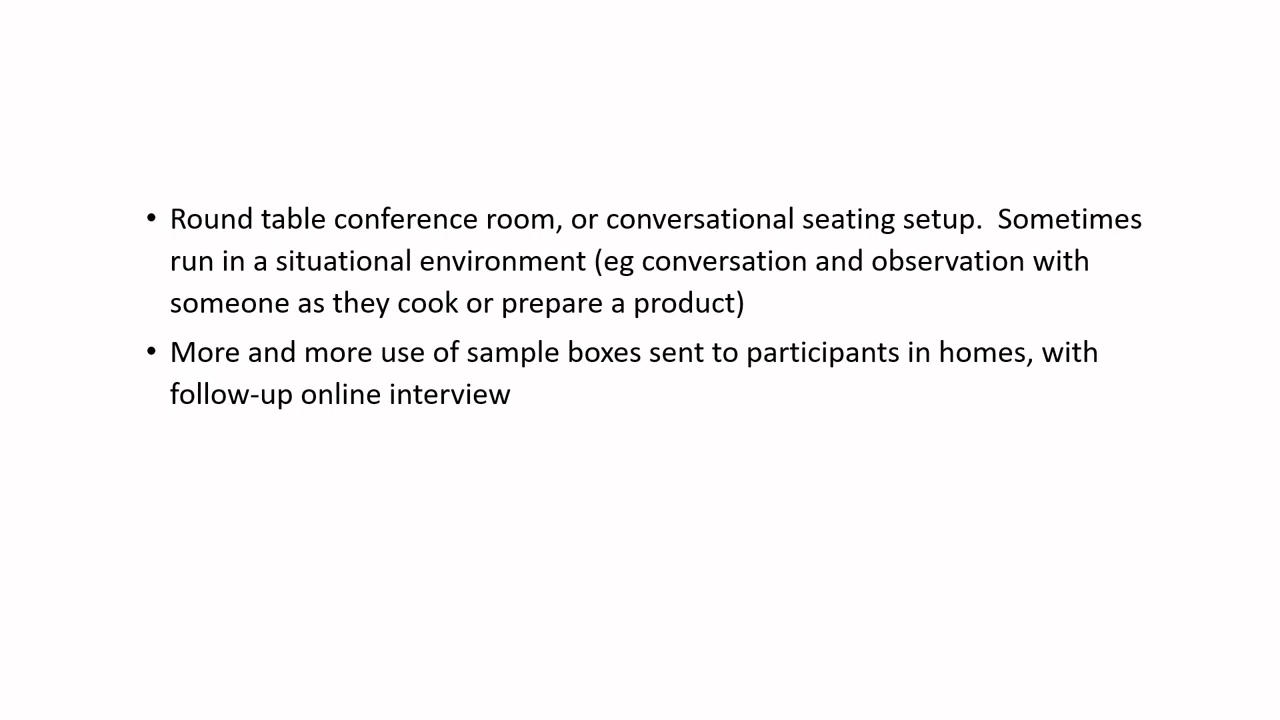 • Round table conference room, or conversational seating setup.  Sometimes
run in a situational environment (eg conversation and observation with
someone as they cook or prepare a product)
• More and more use of sample boxes sent to participants in homes, with
follow-up online interview